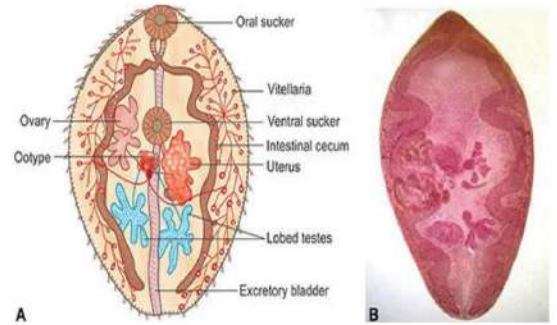 Oral sucker
Vitellaria
Ovary
Ventral sucker
Intestinal cecum
Ootype
Uterus
Lobed testes
Excretory bladder
A
B